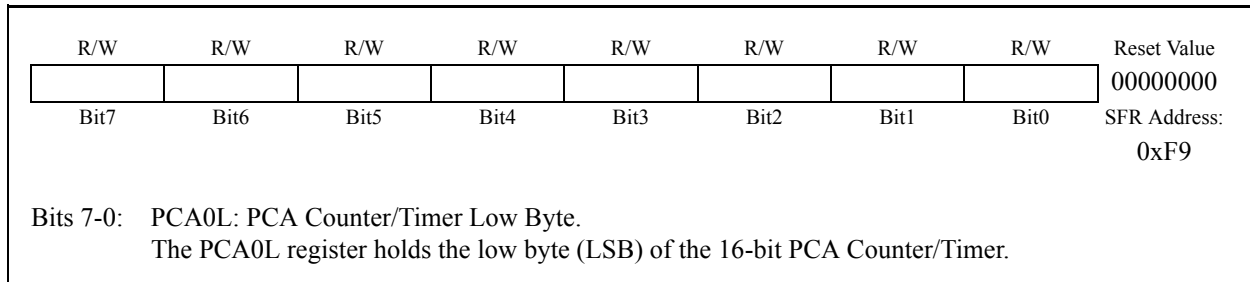 R/W R/W R/W R/W R/W R/W R/W R/W Reset Value
00000000
Bit7 Bit6 Bit5 Bit4 Bit3 Bit2 Bit1 Bit0 SFR Address:
0xF9
Bits 7-0: PCA0L: PCA Counter/Timer Low Byte.
The PCA0L register holds the low byte (LSB) of the 16-bit PCA Counter/Timer.